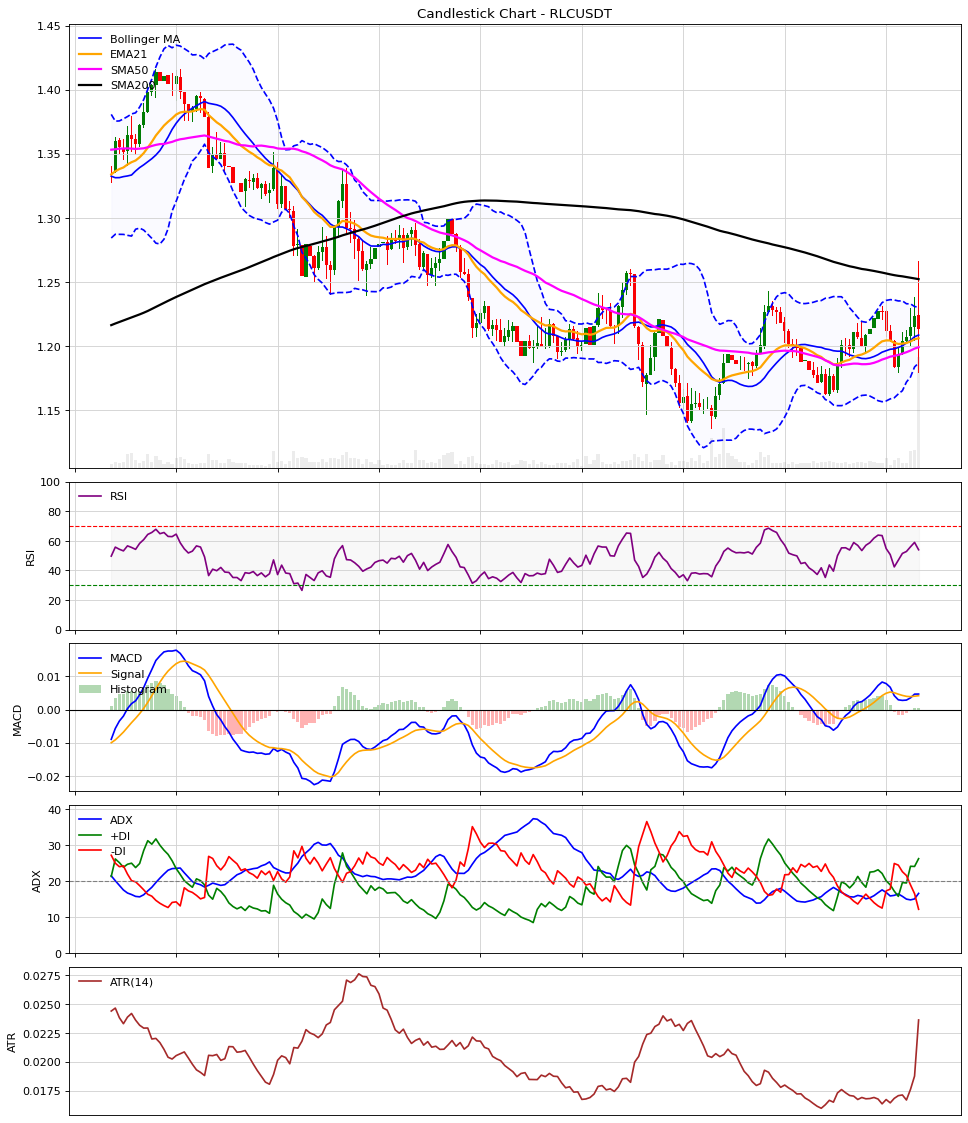 Candlestick Chart - RLCUSDT
1.45
1.40
1.35
1.30
1.25
1.20
1.15
Bollinger MA
EMA21
SMA50
SMA200
100
80
60
40
20
0
RSI
RSI
0.01
0.00
−0.01
−0.02
MACD
MACD
Signal
Histogram
40
30
20
10
0
ADX
ADX
+DI
-DI
0.0275
0.0250
0.0225
0.0200
0.0175
ATR
ATR(14)